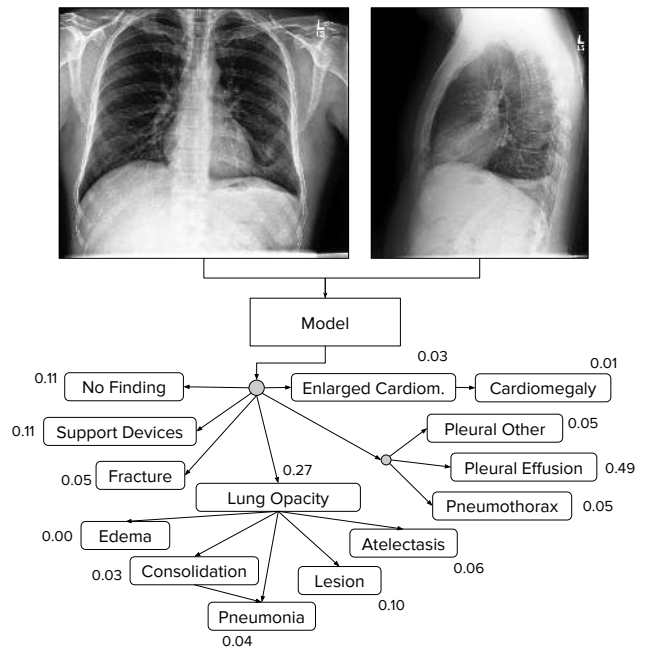 Model
0.03
0.01
0.11
No Finding
Enlarged Cardiom.
Cardiomegaly
0.11
Support Devices
Pleural Other
0.05
0.05
Fracture
0.27
Pleural Effusion
0.49
Lung Opacity
Pneumothorax
0.05
0.00
Edema
Atelectasis
0.06
0.03
Consolidation
Lesion
0.10
Pneumonia
0.04